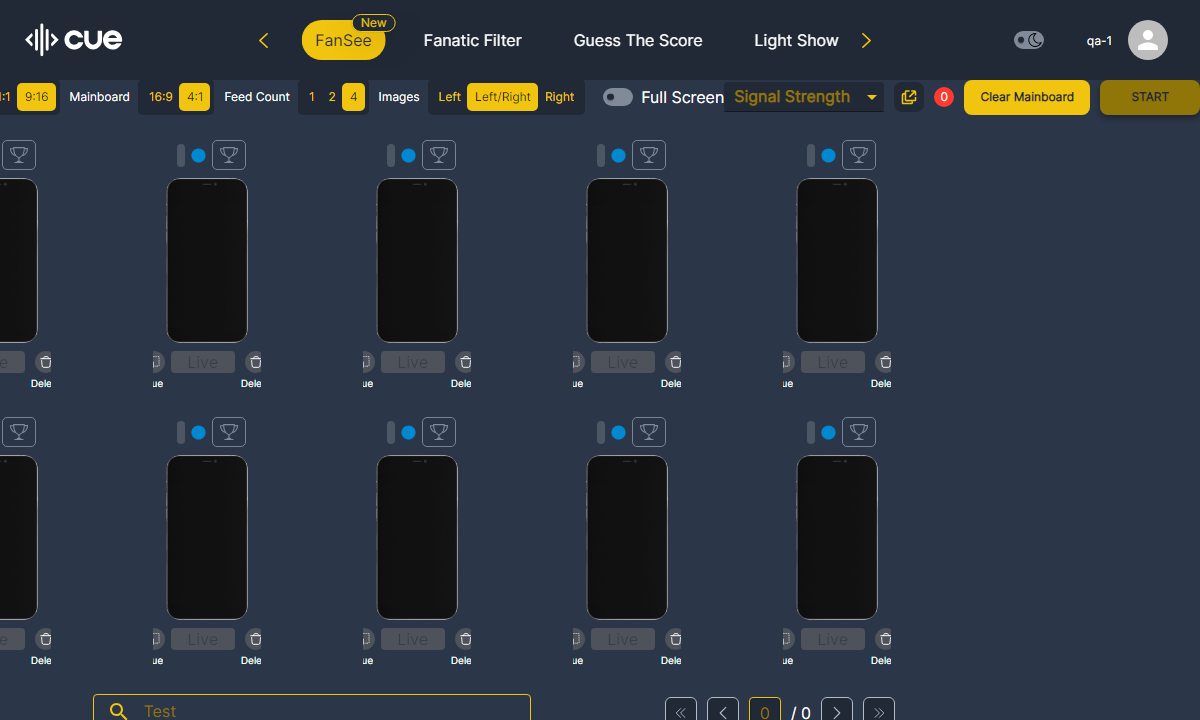 cue
New
FanSee
Fanatic Filter
Guess The Score
Light Show
qa-1
9:16
Mainboard
16:9
4:1
Feed Count
1
2
4
Images
Left
Left/Right
Right
Full Screen
Signal Strength
0
Clear Mainboard
START
Live
Live
Live
Live
Dele
ue
Dele
ue
Dele
ue
Dele
ue
Dele
Live
Live
Live
Live
Dele
ue
Dele
ue
Dele
ue
Dele
ue
Dele
Test
0
/ 0